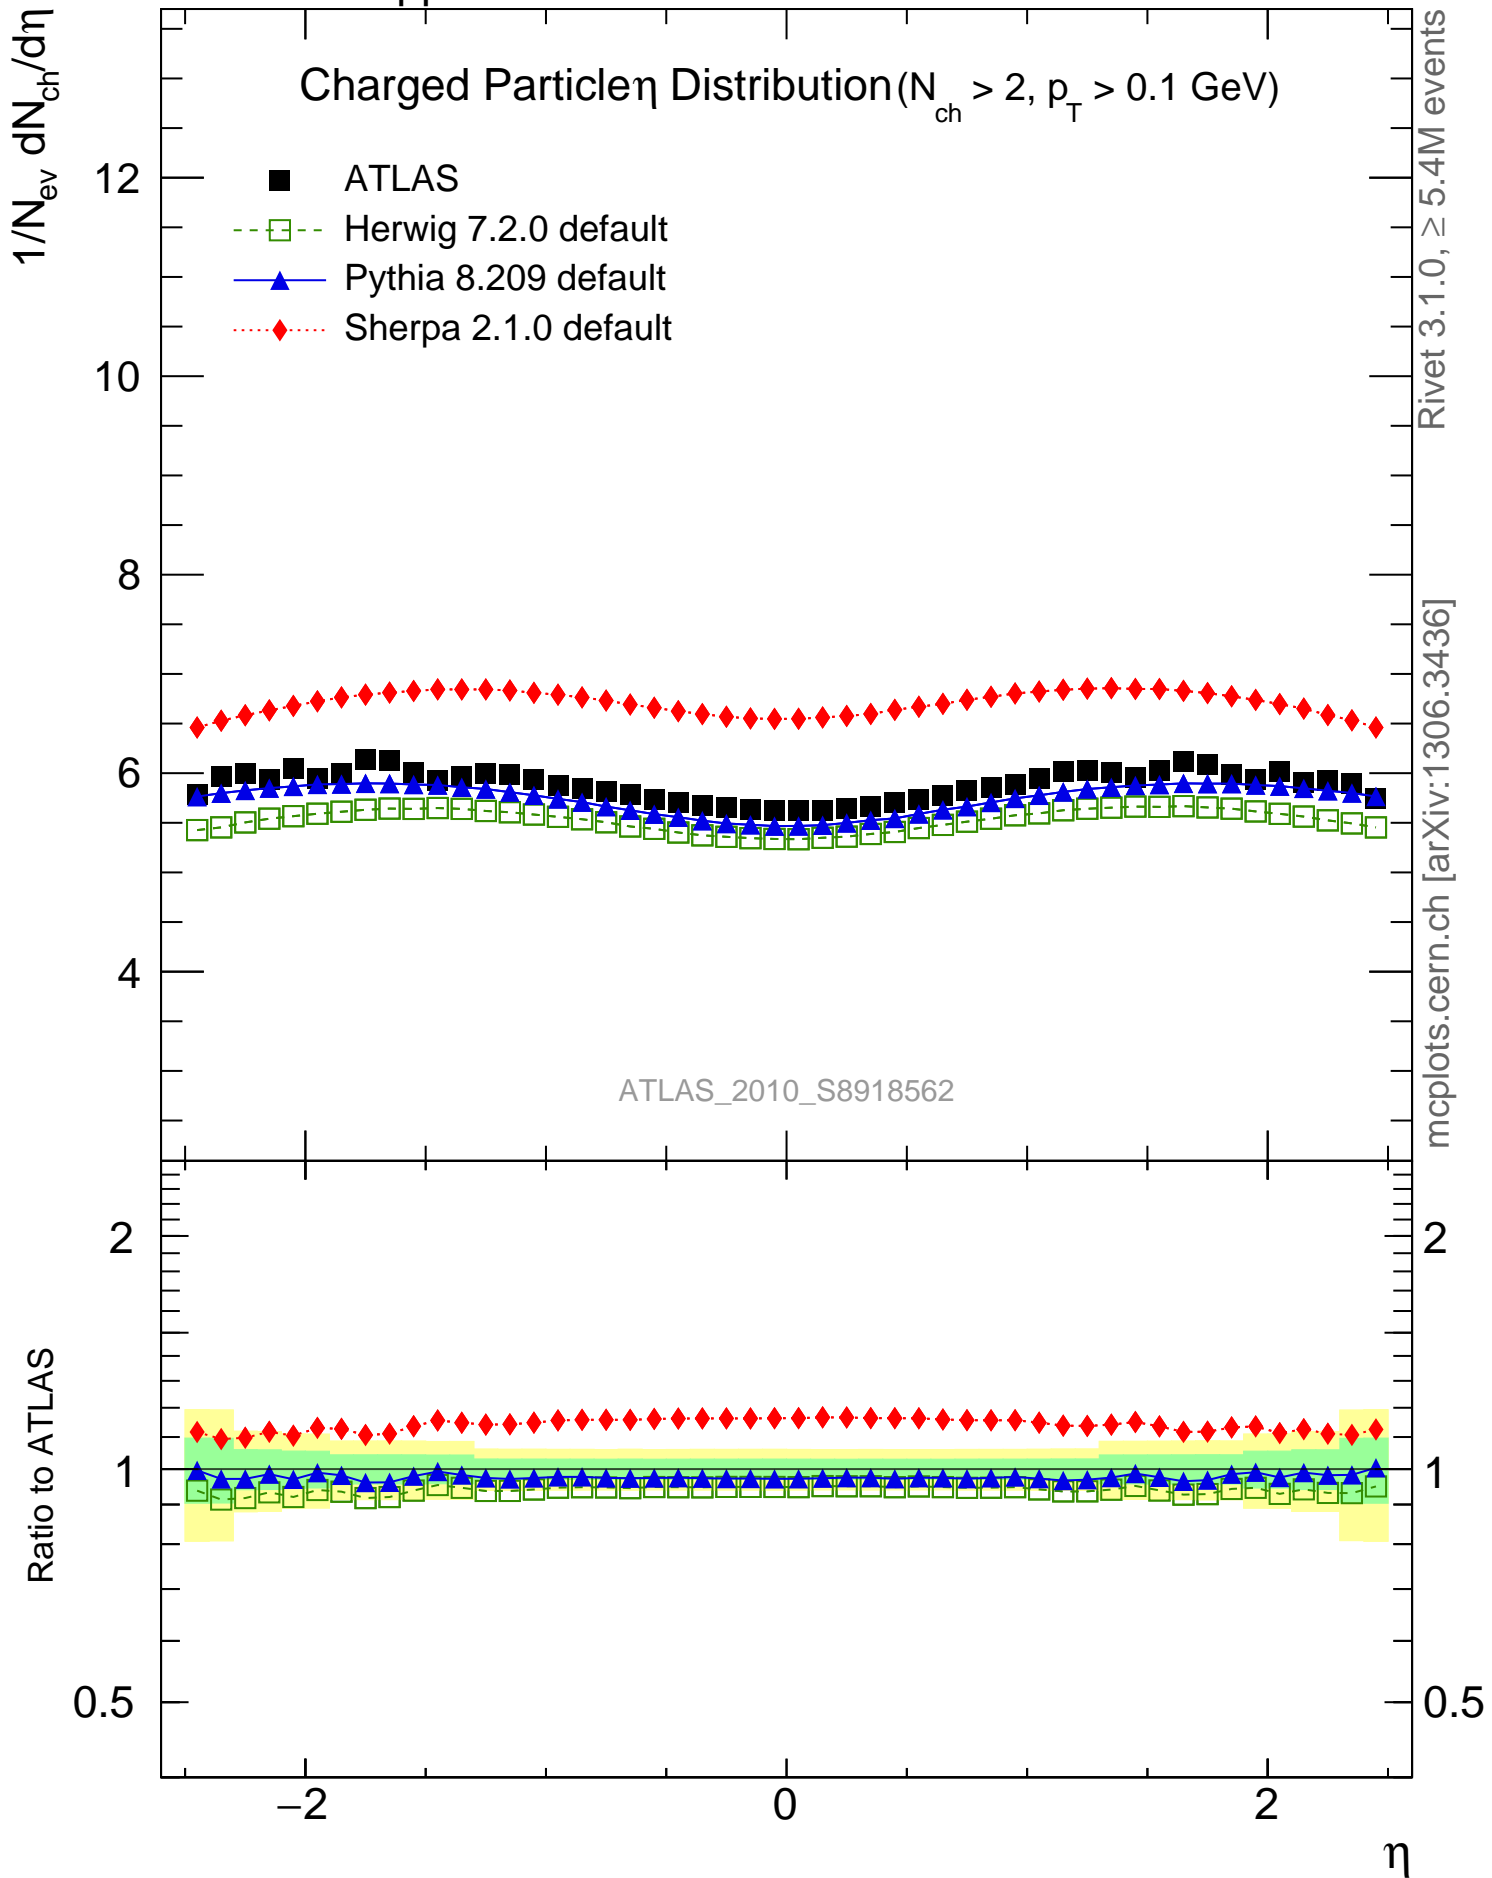 pp
1/N_ev dN_ch/dη
Charged Particleη Distribution(N_ch > 2, p_T > 0.1 GeV)
ATLAS
Herwig 7.2.0 default
Pythia 8.209 default
Sherpa 2.1.0 default
12
10
8
6
4
ATLAS_2010_S8918562
Rivet 3.1.0, ≥ 5.4M events
mcplots.cern.ch [arXiv:1306.3436]
Ratio to ATLAS
2
1
0.5
2
1
0.5
−2
0
2
η